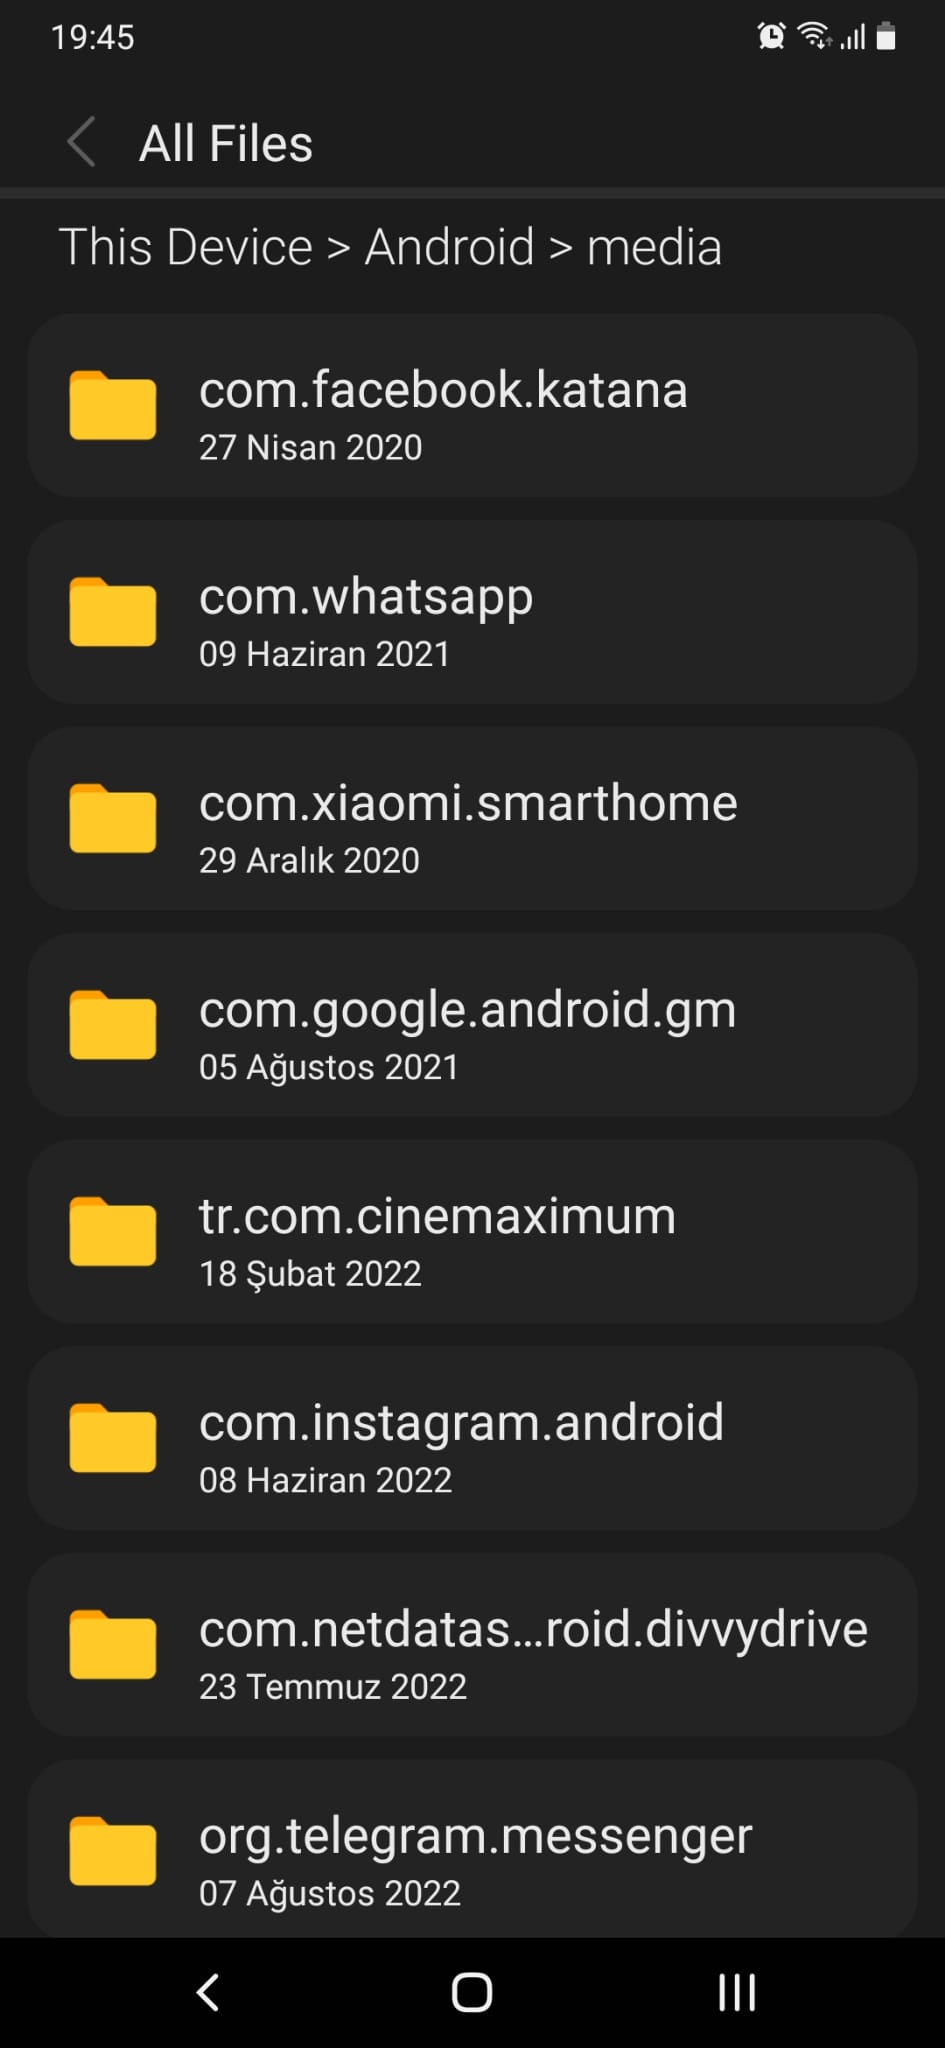 19:45
All Files
This Device > Android > media
com.facebook.katana
27 Nisan 2020
com.whatsapp
09 Haziran 2021
com.xiaomi.smarthome
29 Aralık 2020
com.google.android.gm
05 Ağustos 2021
tr.com.cinemaximum
18 Şubat 2022
com.instagram.android
08 Haziran 2022
com.netdatas...roid.divvydrive
23 Temmuz 2022
org.telegram.messenger
07 Ağustos 2022